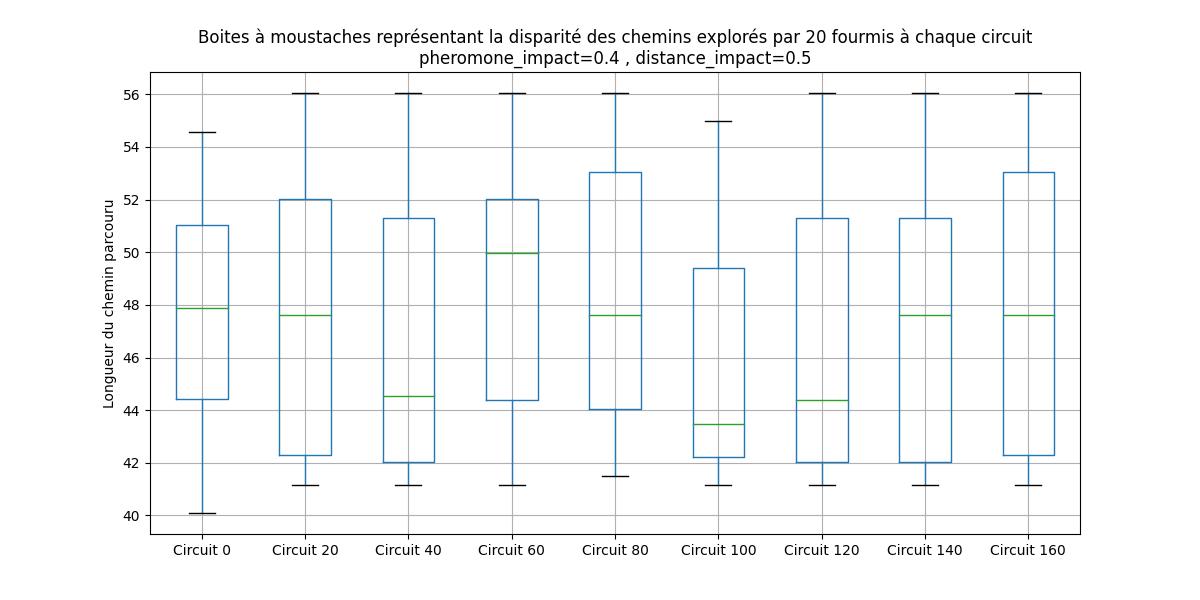 Boites à moustaches représentant la disparité des chemins explorés par 20 fourmis à chaque circuit
pheromone_impact=0.4 , distance_impact=0.5
Longueur du chemin parcouru
56
54
52
50
48
46
44
42
40
Circuit 0
Circuit 20
Circuit 40
Circuit 60
Circuit 80
Circuit 100
Circuit 120
Circuit 140
Circuit 160